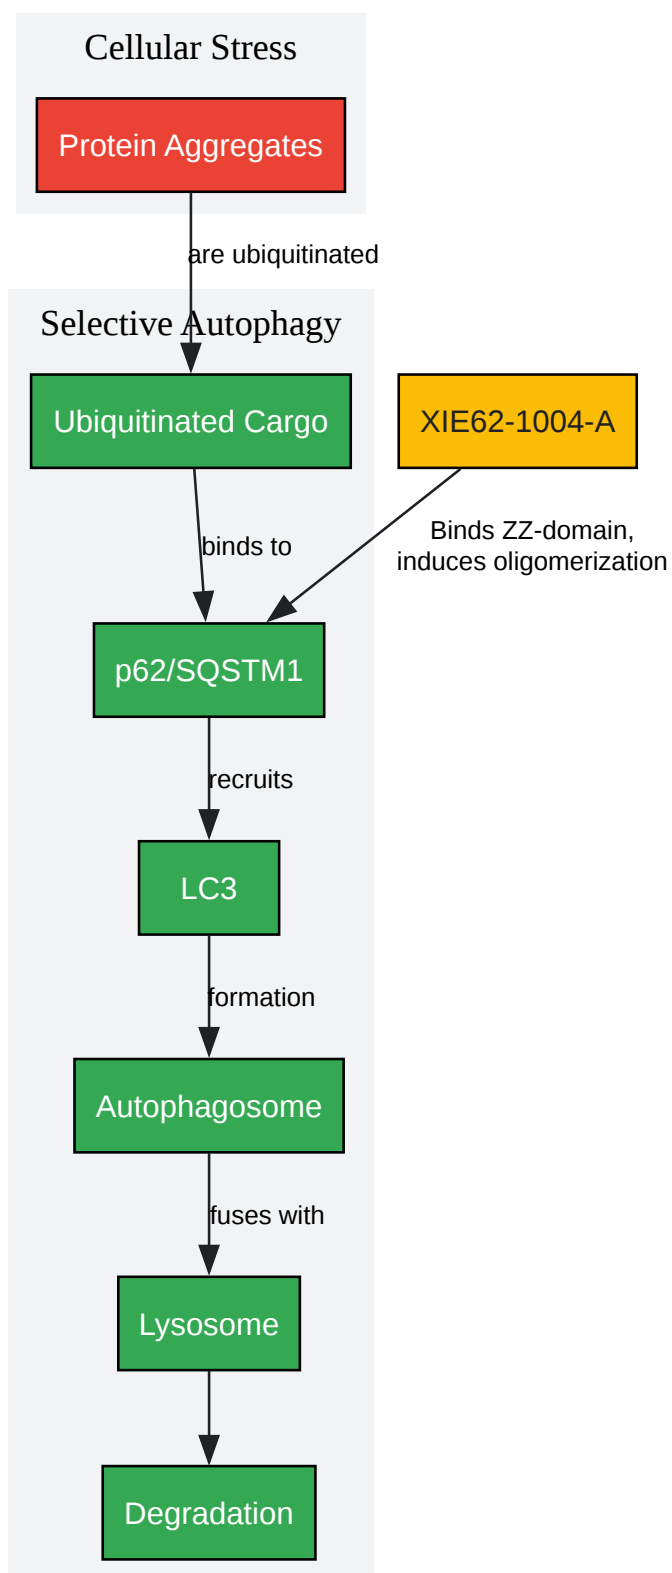 Cellular Stress
Protein Aggregates
are ubiquitinated
Selective Autophagy
Ubiquitinated Cargo
XIE62-1004-A
binds to
Binds ZZ-domain,
induces oligomerization
p62/SQSTM1
recruits
LC3
formation
Autophagosome
fuses with
Lysosome
Degradation